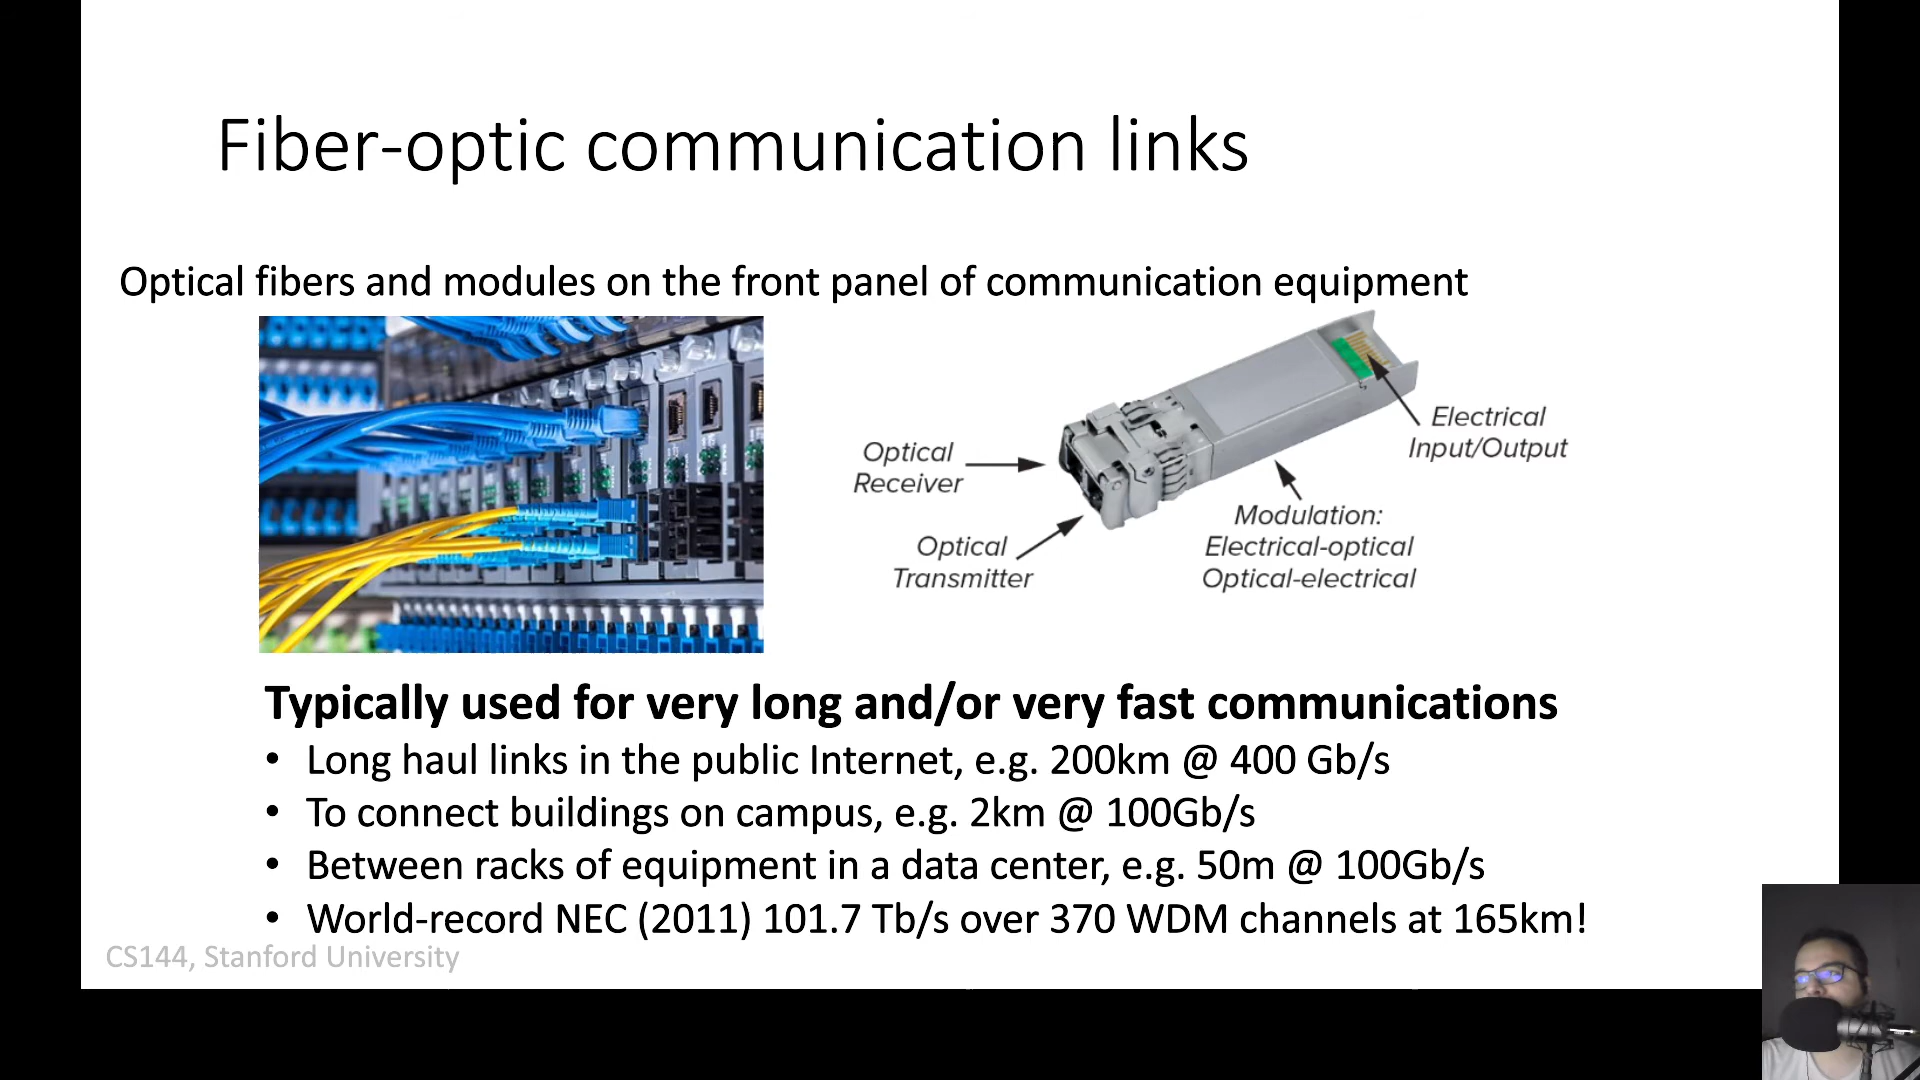 Fiber-optic communication links
Optical fibers and modules on the front panel of communication equipment
Optical
Receiver
Optical
Transmitter
Electrical
Input/Output
Modulation:
Electrical-optical
Optical-electrical
Typically used for very long and/or very fast communications
• Long haul links in the public Internet, e.g. 200km @ 400 Gb/s
• To connect buildings on campus, e.g. 2km @ 100Gb/s
• Between racks of equipment in a data center, e.g. 50m @ 100Gb/s
• World-record NEC (2011) 101.7 Tb/s over 370 WDM channels at 165km!
CS144, Stanford University